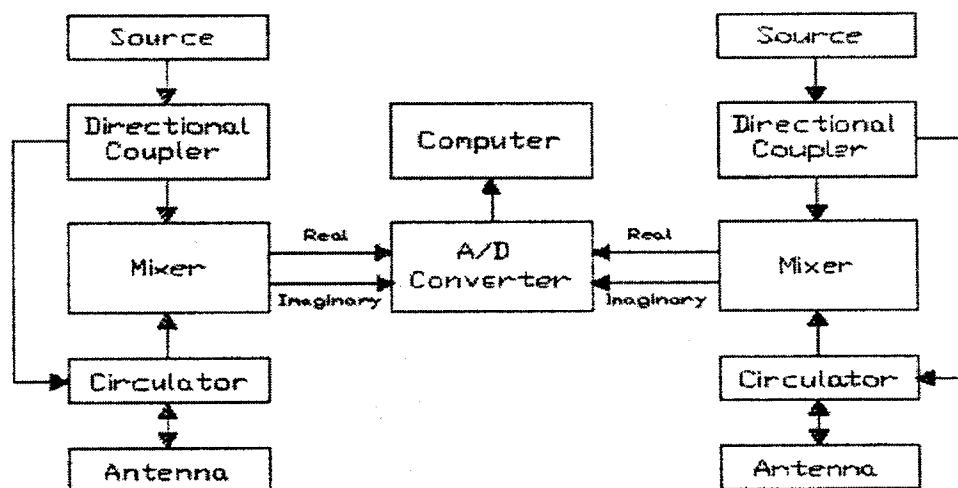 Source
Directional
Coupler
Mixer
Circulator
Antenna
Real
Imaginary
Computer
A/D
Converter
Real
Imaginary
Source
Directional
Coupler
Mixer
Circulator
Antenna